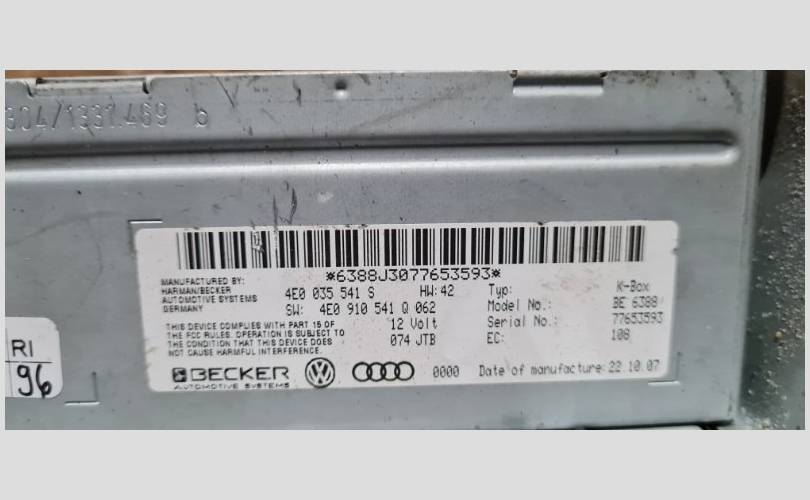 304/1331.469 b
*6388J3077653593*
MANUFACTURED BY:
HARMAN/BECKER
AUTOMOTIVE SYSTEMS
GERMANY
4E0 035 541 S HW:42
SW: 4E0 910 541 Q 062
12 Volt
074 JTB
Typ: K-Box
Model No.: BE 6388
Serial No.: 77653593
EC: 108
THIS DEVICE COMPLIES WITH PART 15 OF
THE FCC RULES. OPERATION IS SUBJECT TO
THE CONDITION THAT THIS DEVICE DOES
NOT CAUSE HARMFUL INTERFERENCE.
BECKER
AUTOMOTIVE SYSTEMS
0000 Date of manufacture: 22.10.07
RI
96